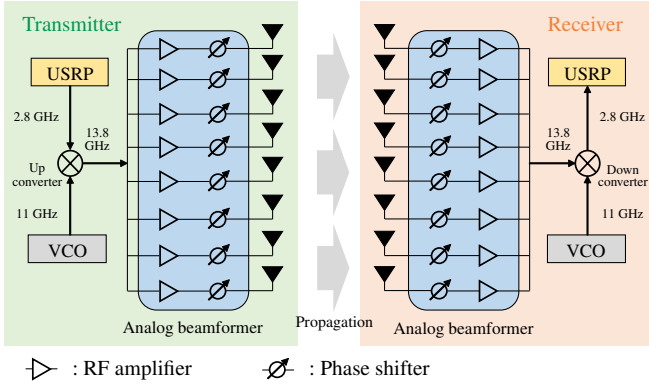 Transmitter
Receiver
USRP
2.8 GHz
13.8
GHz
Up
converter
11 GHz
VCO
Analog beamformer
Propagation
Analog beamformer
USRP
13.8
GHz
2.8 GHz
Down
converter
11 GHz
VCO
: RF amplifier
: Phase shifter